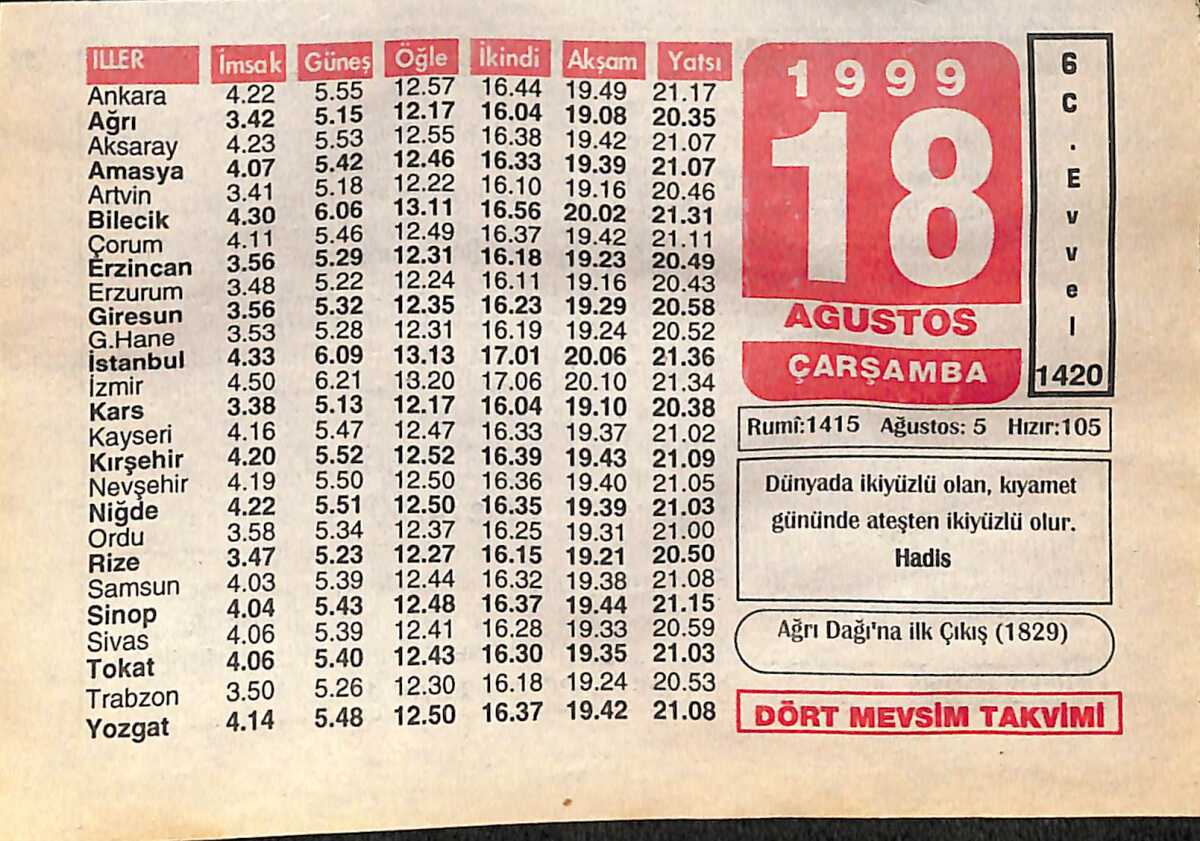 İLLER İmsak Güneş Öğle İkindi Akşam Yatsı
Ankara 4.22 5.55 12.57 16.44 19.49 21.17
Ağrı 3.42 5.15 12.17 16.04 19.08 20.35
Aksaray 4.23 5.53 12.55 16.38 19.42 21.07
Amasya 4.07 5.42 12.46 16.33 19.39 21.07
Artvin 3.41 5.18 12.22 16.10 19.16 20.46
Bilecik 4.30 6.06 13.11 16.56 20.02 21.31
Çorum 4.11 5.46 12.49 16.37 19.42 21.11
Erzincan 3.56 5.29 12.31 16.18 19.23 20.49
Erzurum 3.48 5.22 12.24 16.11 19.16 20.43
Giresun 3.56 5.32 12.35 16.23 19.29 20.58
G.Hane 3.53 5.28 12.31 16.19 19.24 20.52
İstanbul 4.33 6.09 13.13 17.01 20.06 21.36
İzmir 4.50 6.21 13.20 17.06 20.10 21.34
Kars 3.38 5.13 12.17 16.04 19.10 20.38
Kayseri 4.16 5.47 12.47 16.33 19.37 21.02
Kırşehir 4.20 5.52 12.52 16.39 19.43 21.09
Nevşehir 4.19 5.50 12.50 16.36 19.40 21.05
Niğde 4.22 5.51 12.50 16.35 19.39 21.03
Ordu 3.58 5.34 12.37 16.25 19.31 21.00
Rize 3.47 5.23 12.27 16.15 19.21 20.50
Samsun 4.03 5.39 12.44 16.32 19.38 21.08
Sinop 4.04 5.43 12.48 16.37 19.44 21.15
Sivas 4.06 5.39 12.41 16.28 19.33 20.59
Tokat 4.06 5.40 12.43 16.30 19.35 21.03
Trabzon 3.50 5.26 12.30 16.18 19.24 20.53
Yozgat 4.14 5.48 12.50 16.37 19.42 21.08
1999
18
AĞUSTOS
ÇARŞAMBA
6
C
.
E
v
v
e
l
1420
Rumî:1415 Ağustos: 5 Hızır:105
Dünyada ikiyüzlü olan, kıyamet
gününde ateşten ikiyüzlü olur.
Hadis
Ağrı Dağı'na ilk Çıkış (1829)
DÖRT MEVSİM TAKVİMİ